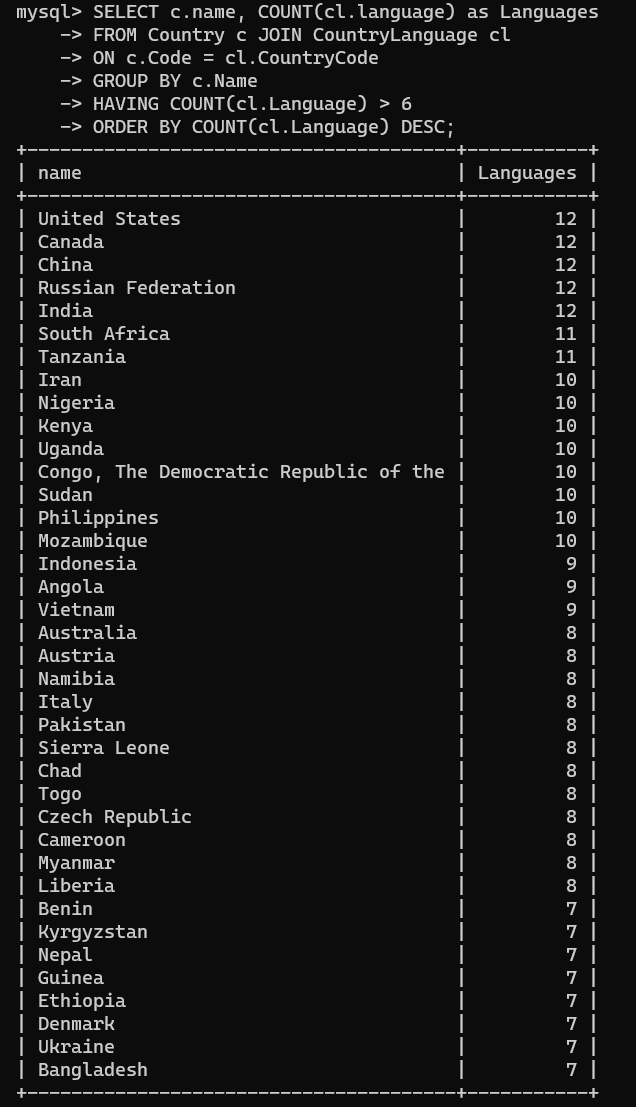 mysql> SELECT c.name, COUNT(cl.language) as Languages
    -> FROM Country c JOIN CountryLanguage cl
    -> ON c.Code = cl.CountryCode
    -> GROUP BY c.Name
    -> HAVING COUNT(cl.Language) > 6
    -> ORDER BY COUNT(cl.Language) DESC;
+---------------------------------------+-----------+
| name                                  | Languages |
+---------------------------------------+-----------+
| United States                         |        12 |
| Canada                                |        12 |
| China                                 |        12 |
| Russian Federation                    |        12 |
| India                                 |        12 |
| South Africa                          |        11 |
| Tanzania                              |        11 |
| Iran                                  |        10 |
| Nigeria                               |        10 |
| Kenya                                 |        10 |
| Uganda                                |        10 |
| Congo, The Democratic Republic of the |        10 |
| Sudan                                 |        10 |
| Philippines                           |        10 |
| Mozambique                            |        10 |
| Indonesia                             |         9 |
| Angola                                |         9 |
| Vietnam                               |         9 |
| Australia                             |         8 |
| Austria                               |         8 |
| Namibia                               |         8 |
| Italy                                 |         8 |
| Pakistan                              |         8 |
| Sierra Leone                          |         8 |
| Chad                                  |         8 |
| Togo                                  |         8 |
| Czech Republic                        |         8 |
| Cameroon                              |         8 |
| Myanmar                               |         8 |
| Liberia                               |         8 |
| Benin                                 |         7 |
| Kyrgyzstan                            |         7 |
| Nepal                                 |         7 |
| Guinea                                |         7 |
| Ethiopia                              |         7 |
| Denmark                               |         7 |
| Ukraine                               |         7 |
| Bangladesh                            |         7 |
+---------------------------------------+-----------+